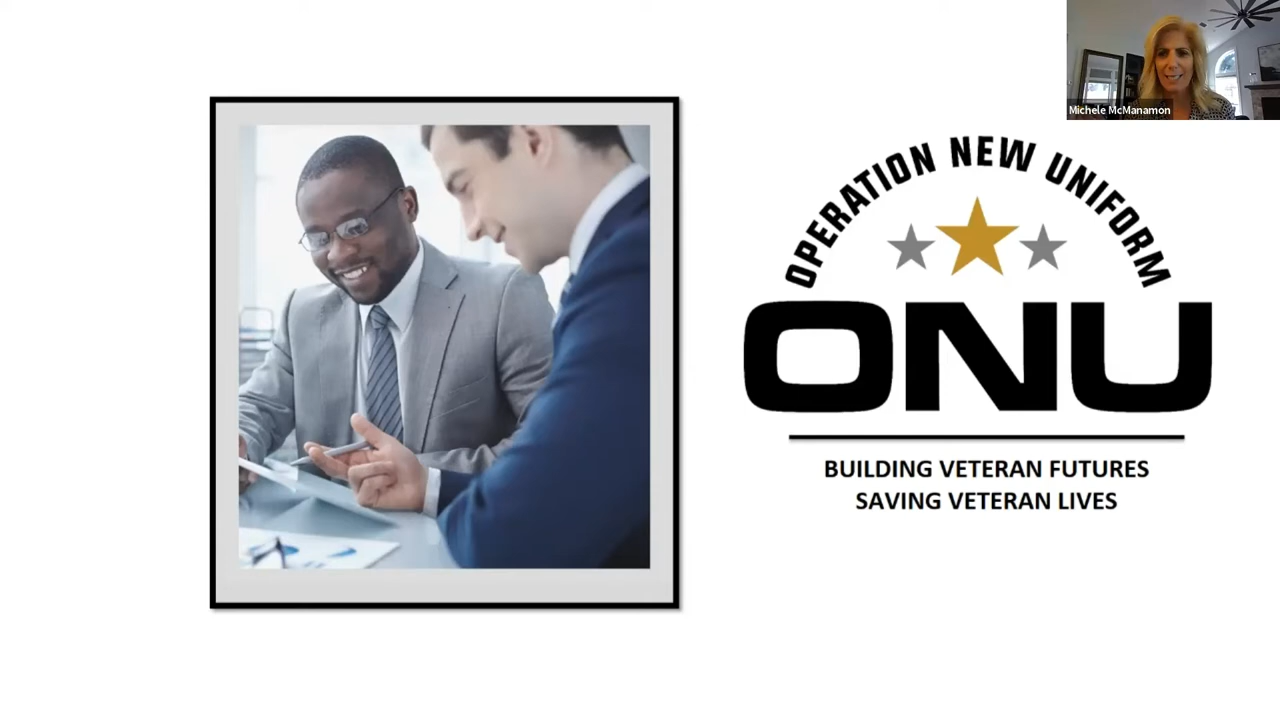 Michele McManamon
OPERATION NEW UNIFORM
ONU
BUILDING VETERAN FUTURES
SAVING VETERAN LIVES